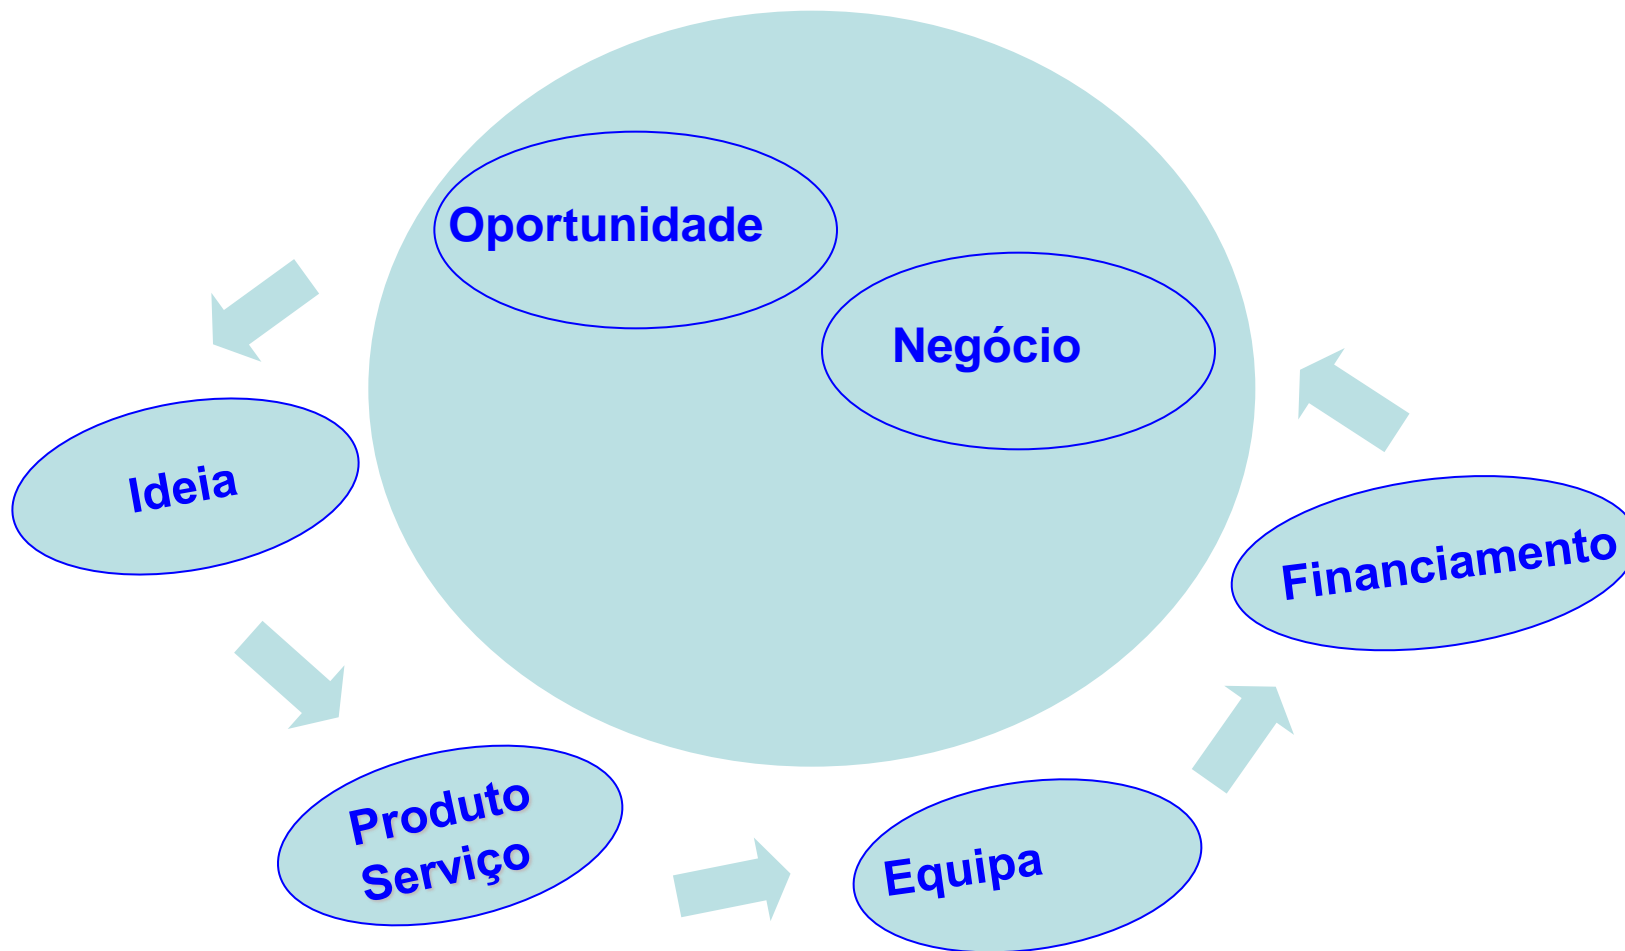 Oportunidade
Negócio
Ideia
Financiamento
Produto
Serviço
Equipa